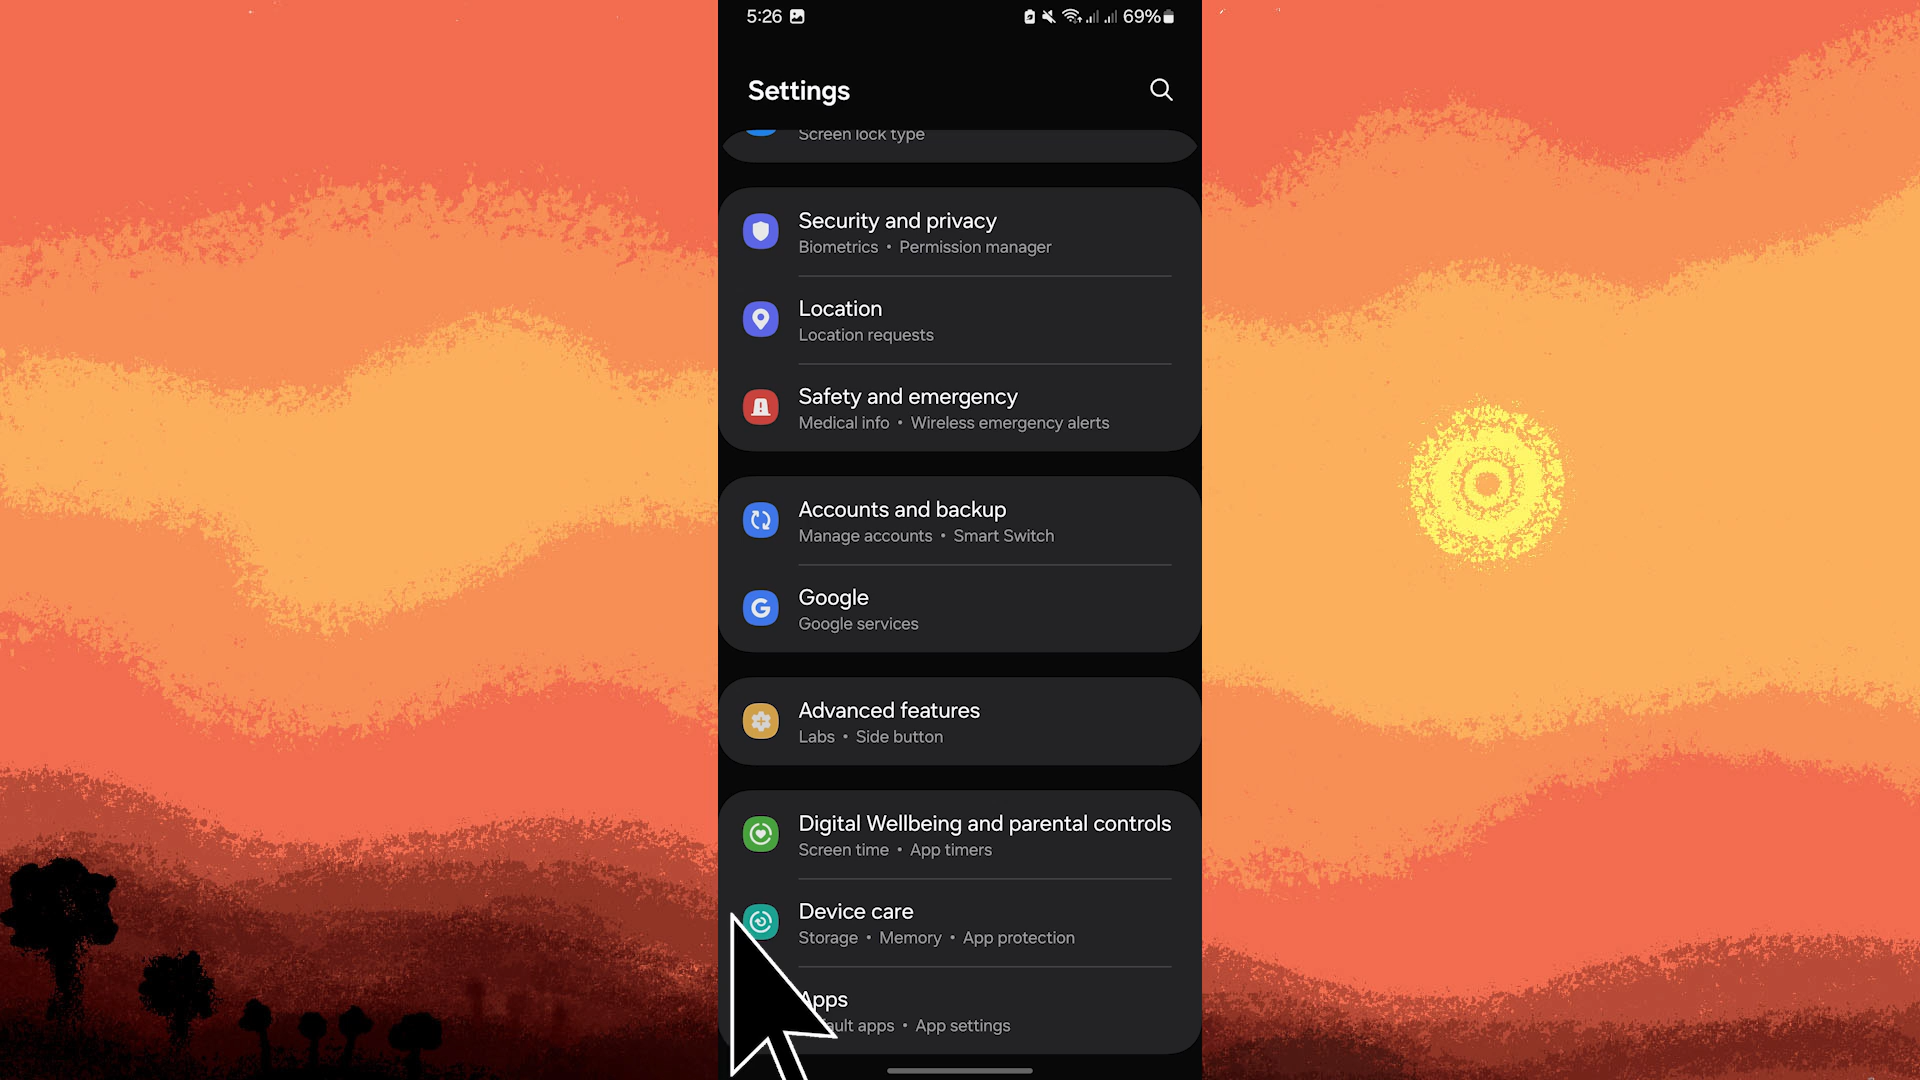 5:26 69%
Settings
Screen lock type
Security and privacy
Biometrics • Permission manager
Location
Location requests
Safety and emergency
Medical info • Wireless emergency alerts
Accounts and backup
Manage accounts • Smart Switch
Google
Google services
Advanced features
Labs • Side button
Digital Wellbeing and parental controls
Screen time • App timers
Device care
Storage • Memory • App protection
Apps
ault apps • App settings